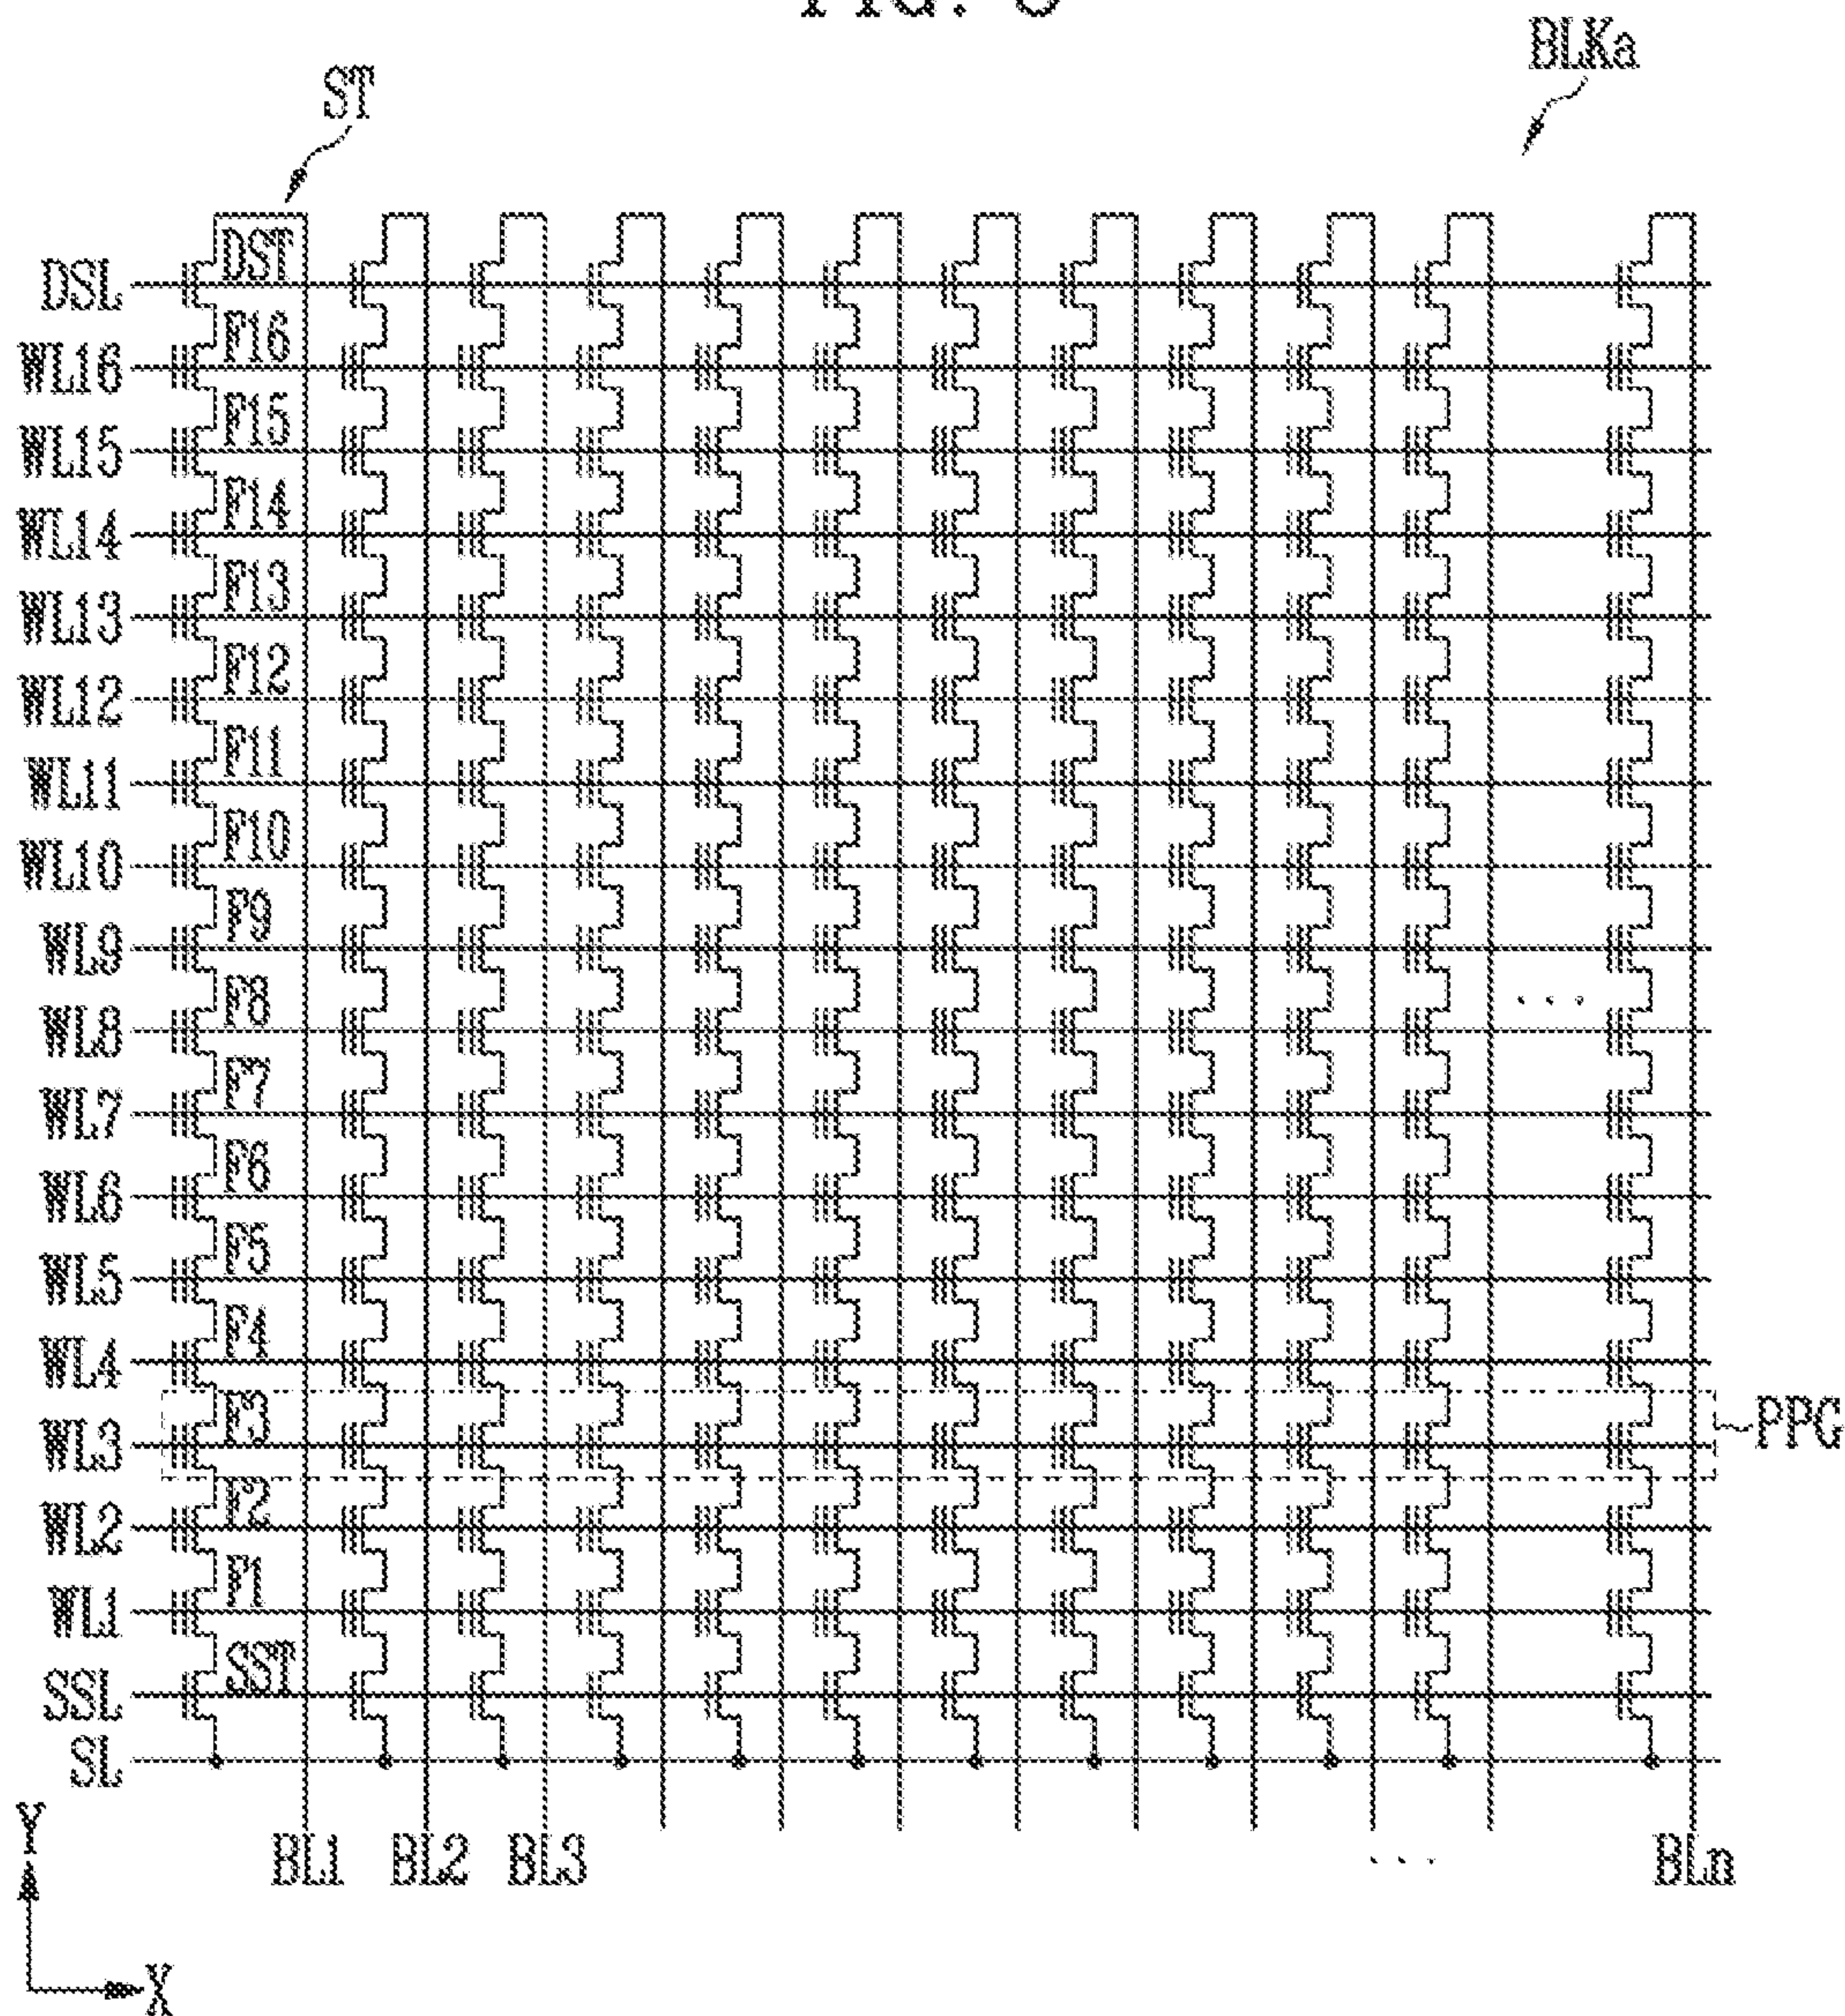 BLKa
ST
DSL DST
WL16 F16
WL15 F15
WL14 F14
WL13 F13
WL12 F12
WL11 F11
WL10 F10
WL9 F9
WL8 F8 ...
WL7 F7
WL6 F6
WL5 F5
WL4 F4
WL3 F3 PPG
WL2 F2
WL1 F1
SSL SST
SL
BL1 BL2 BL3 ... BLn
Y
X